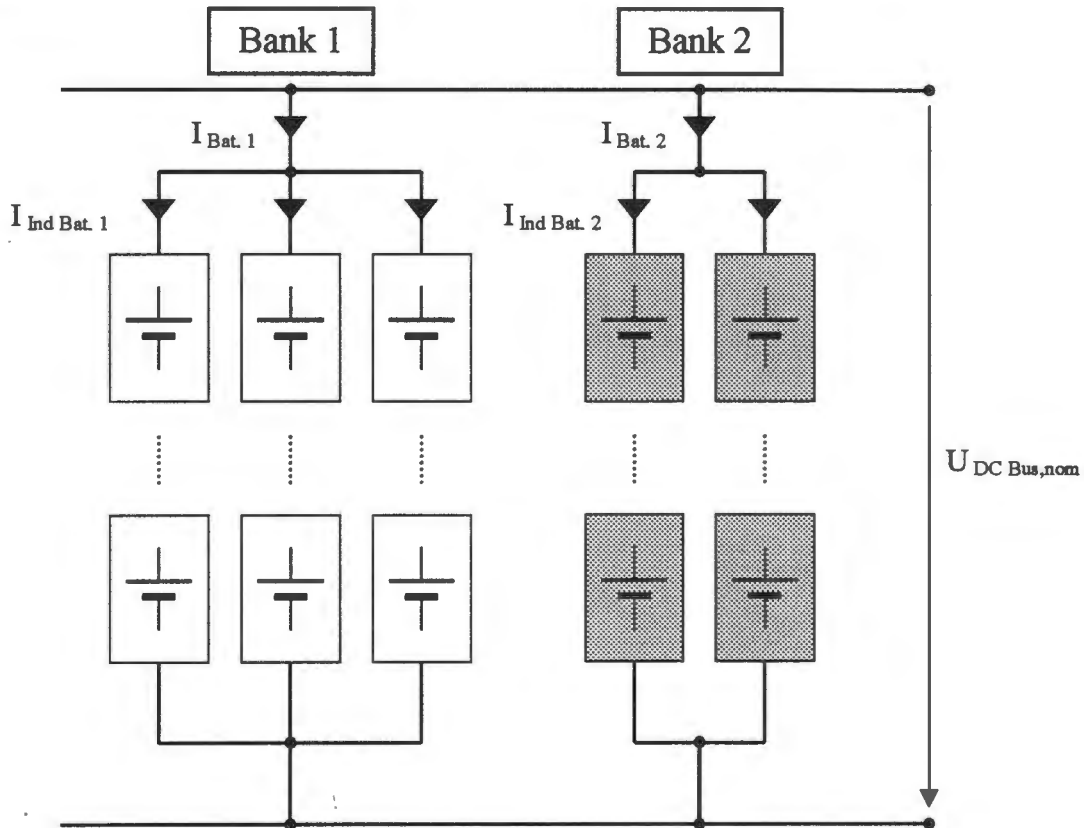 Bank 1
Bank 2
I Bat. 1
I Bat. 2
I Ind Bat. 1
I Ind Bat. 2
U DC Bus,nom